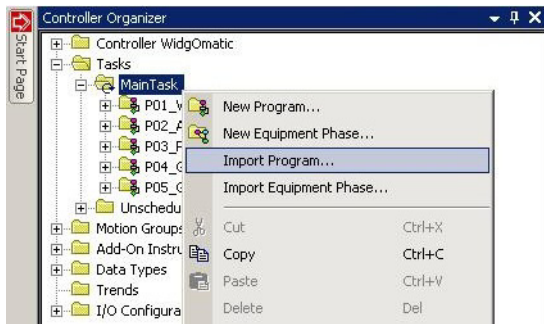 Controller Organizer
Start Page
Controller WidgOmatic
Tasks
MainTask
P01_
P02_
P03_
P04_
P05_
New Program...
New Equipment Phase...
Import Program...
Import Equipment Phase...
Cut Ctrl+X
Copy Ctrl+C
Paste Ctrl+V
Delete Del
Unschedu
Motion Groups
Add-On Instru
Data Types
Trends
I/O Configura